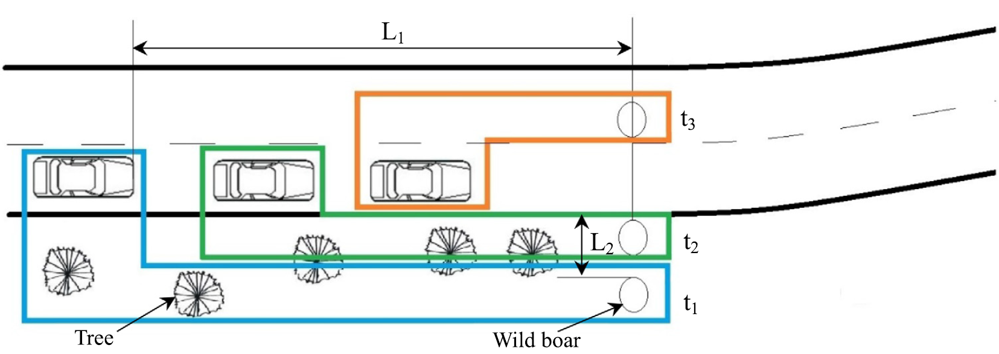 L₁
t₃
L₂
t₂
t₁
Tree
Wild boar